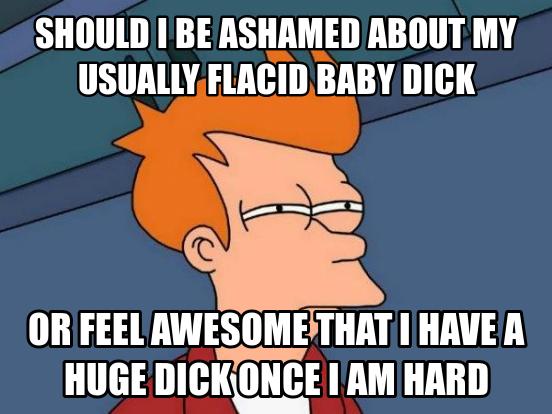 SHOULD I BE ASHAMED ABOUT MY
USUALLY FLACID BABY DICK
OR FEEL AWESOME THAT I HAVE A
HUGE DICK ONCE I AM HARD